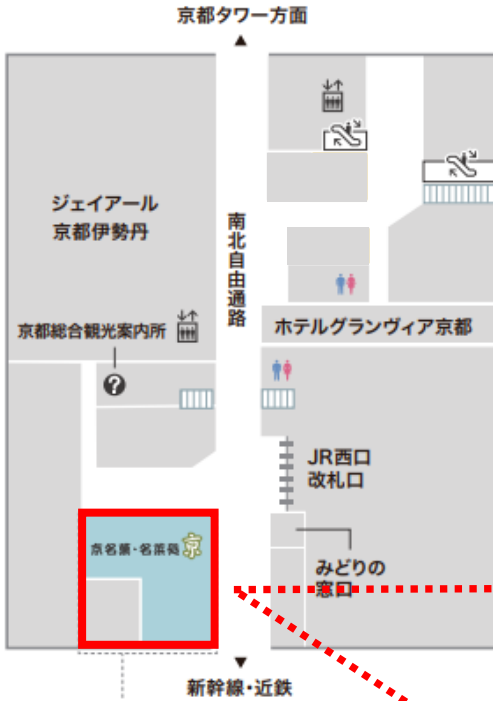 京都タワー方面
ジェイアール
京都伊勢丹
南北自由通路
京都総合観光案内所
ホテルグランヴィア京都
?
JR西口
改札口
京名菓・名菜処 京
みどりの
窓口
新幹線・近鉄